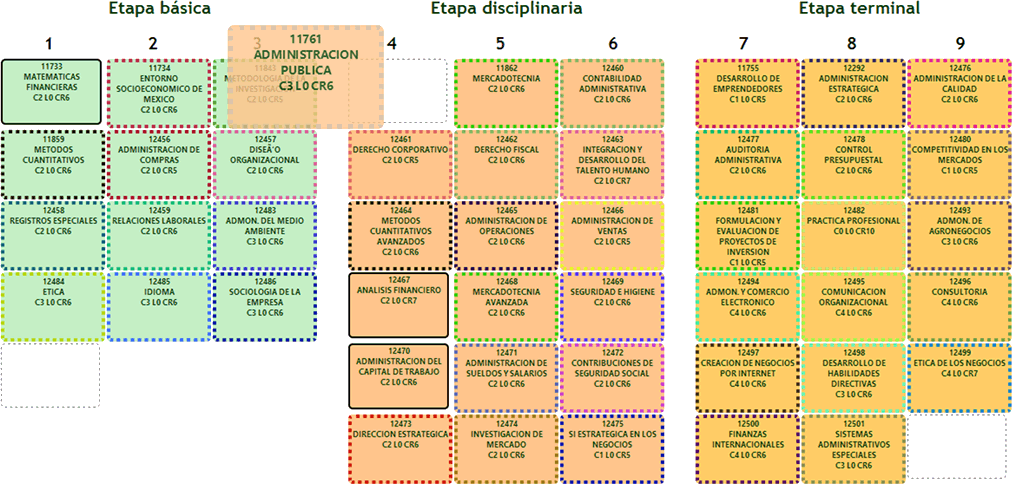 Etapa básica
Etapa disciplinaria
Etapa terminal
1
2
3
4
5
6
7
8
9
11761
ADMINISTRACION
PUBLICA
C3 L0 CR6
11733
MATEMATICAS
FINANCIERAS
C2 L0 CR6
11734
ENTORNO
SOCIOECONOMICO DE
MEXICO
C2 L0 CR6
11862
MERCADOTECNIA
C2 L0 CR6
12460
CONTABILIDAD
ADMINISTRATIVA
C2 L0 CR6
11755
DESARROLLO DE
EMPRENDEDORES
C1 L0 CR5
12292
ADMINISTRACION
ESTRATEGICA
C2 L0 CR6
12476
ADMINISTRACION DE LA
CALIDAD
C2 L0 CR6
11859
METODOS
CUANTITATIVOS
C2 L0 CR6
12456
ADMINISTRACION DE
COMPRAS
C2 L0 CR5
12457
ORGANIZACIONAL
C2 L0 CR6
12461
DERECHO CORPORATIVO
C2 L0 CR5
12462
DERECHO FISCAL
C2 L0 CR6
12463
INTEGRACION Y
DESARROLLO DEL
TALENTO HUMANO
C2 L0 CR7
12477
AUDITORIA
ADMINISTRATIVA
C2 L0 CR6
12478
CONTROL
PRESUPUESTAL
C2 L0 CR6
12480
COMPETITIVIDAD EN LOS
MERCADOS
C1 L0 CR5
12458
REGISTROS ESPECIALES
C2 L0 CR6
12459
RELACIONES LABORALES
C2 L0 CR6
12483
ADMON. DEL MEDIO
AMBIENTE
C3 L0 CR6
12464
METODOS
CUANTITATIVOS
AVANZADOS
C2 L0 CR6
12465
ADMINISTRACION DE
OPERACIONES
C2 L0 CR6
12466
ADMINISTRACION DE
VENTAS
C2 L0 CR5
12481
FORMULACION Y
EVALUACION DE
PROYECTOS DE
INVERSION
C1 L0 CR5
12482
PRACTICA PROFESIONAL
C0 L0 CR10
12493
ADMON. DE
AGRONEGOCIOS
C3 L0 CR6
12484
ETICA
C3 L0 CR6
12485
IDIOMA
C3 L0 CR6
12486
SOCIOLOGIA DE LA
EMPRESA
C3 L0 CR6
12467
ANALISIS FINANCIERO
C2 L0 CR7
12468
MERCADOTECNIA
AVANZADA
C2 L0 CR6
12469
SEGURIDAD E HIGIENE
C2 L0 CR6
12494
ADMON. Y COMERCIO
ELECTRONICO
C4 L0 CR6
12495
COMUNICACION
ORGANIZACIONAL
C4 L0 CR6
12496
CONSULTORIA
C4 L0 CR6
12470
ADMINISTRACION DEL
CAPITAL DE TRABAJO
C2 L0 CR6
12471
ADMINISTRACION DE
SUELDOS Y SALARIOS
C2 L0 CR6
12472
CONTRIBUCIONES DE
SEGURIDAD SOCIAL
C2 L0 CR6
12497
CREACION DE NEGOCIOS
POR INTERNET
C4 L0 CR6
12498
DESARROLLO DE
HABILIDADES
DIRECTIVAS
C3 L0 CR6
12499
ETICA DE LOS NEGOCIOS
C4 L0 CR7
12473
DIRECCION ESTRATEGICA
C2 L0 CR6
12474
INVESTIGACION DE
MERCADO
C2 L0 CR6
12475
SI ESTRATEGICA EN LOS
NEGOCIOS
C1 L0 CR6
12500
FINANZAS
INTERNACIONALES
C4 L0 CR6
12501
SISTEMAS
ADMINISTRATIVOS
ESPECIALES
C3 L0 CR6